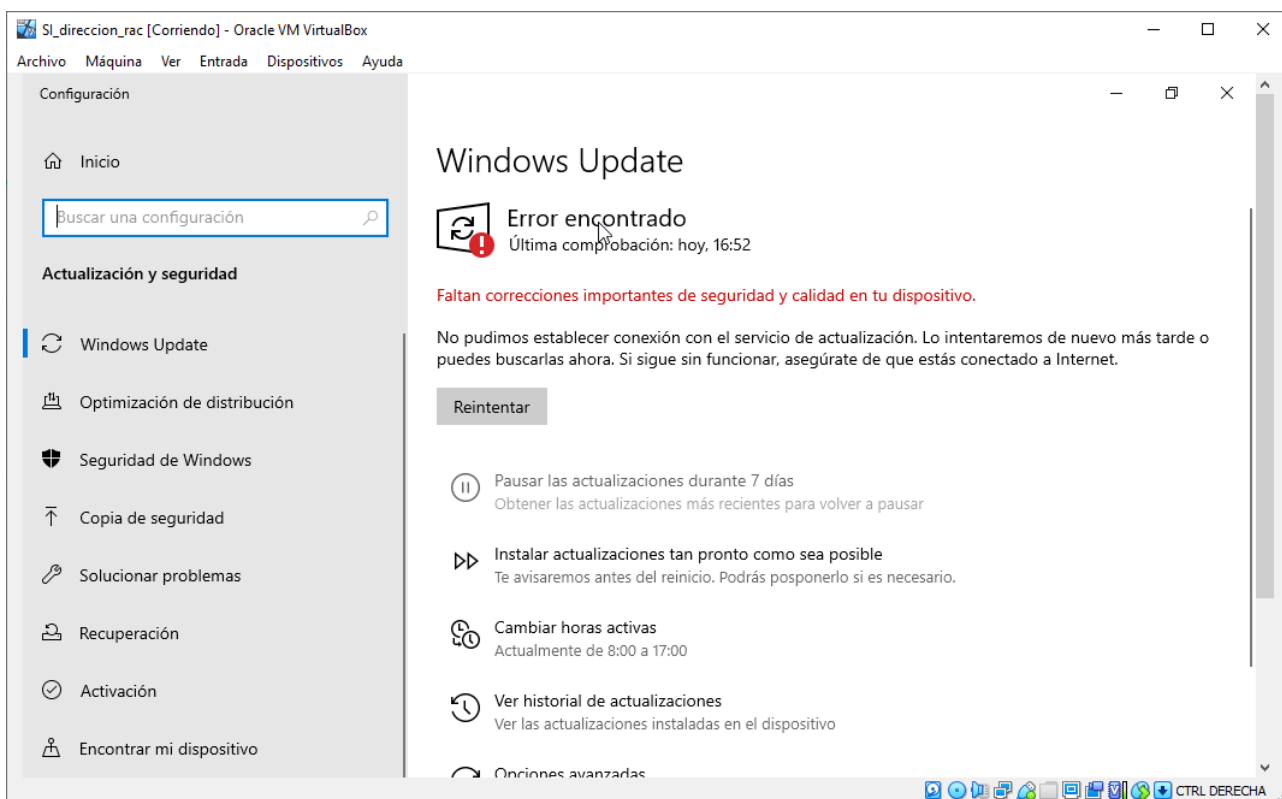 SI_direccion_rac [Corriendo] - Oracle VM VirtualBox
Archivo Máquina Ver Entrada Dispositivos Ayuda
Configuración
Inicio
Buscar una configuración
Actualización y seguridad
Windows Update
Optimización de distribución
Seguridad de Windows
Copia de seguridad
Solucionar problemas
Recuperación
Activación
Encontrar mi dispositivo
Windows Update
Error encontrado
Última comprobación: hoy, 16:52
Faltan correcciones importantes de seguridad y calidad en tu dispositivo.
No pudimos establecer conexión con el servicio de actualización. Lo intentaremos de nuevo más tarde o
puedes buscarlas ahora. Si sigue sin funcionar, asegúrate de que estás conectado a Internet.
Reintentar
Pausar las actualizaciones durante 7 días
Obtener las actualizaciones más recientes para volver a pausar
Instalar actualizaciones tan pronto como sea posible
Te avisaremos antes del reinicio. Podrás posponerlo si es necesario.
Cambiar horas activas
Actualmente de 8:00 a 17:00
Ver historial de actualizaciones
Ver las actualizaciones instaladas en el dispositivo
Opciones avanzadas
CTRL DERECHA